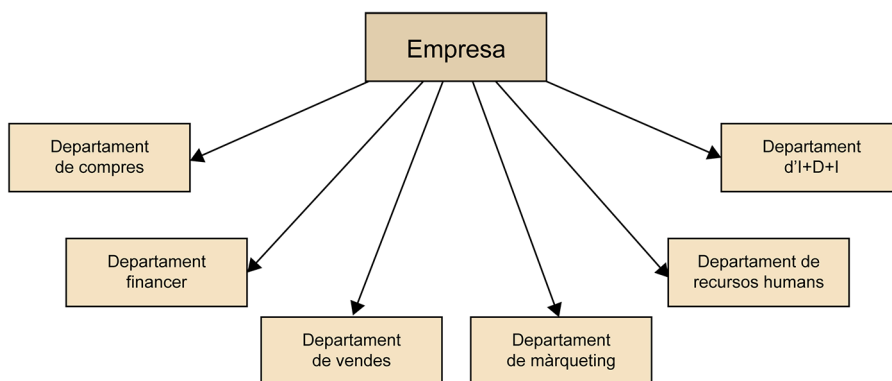 Empresa
Departament
de compres
Departament
d’I+D+I
Departament
financer
Departament de
recursos humans
Departament
de vendes
Departament
de màrqueting